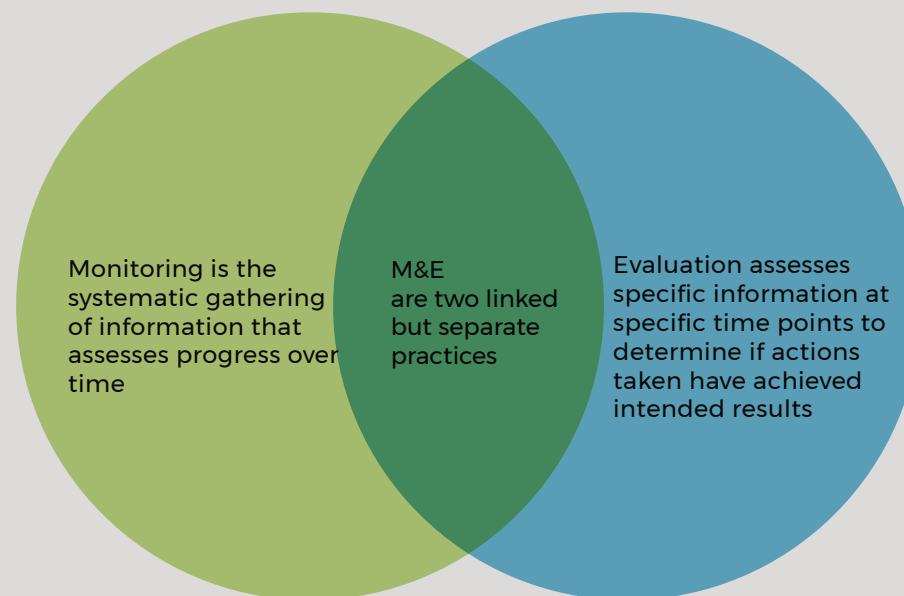 Monitoring is the
systematic gathering
of information that
assesses progress over
time
M&E
are two linked
but separate
practices
Evaluation assesses
specific information at
specific time points to
determine if actions
taken have achieved
intended results